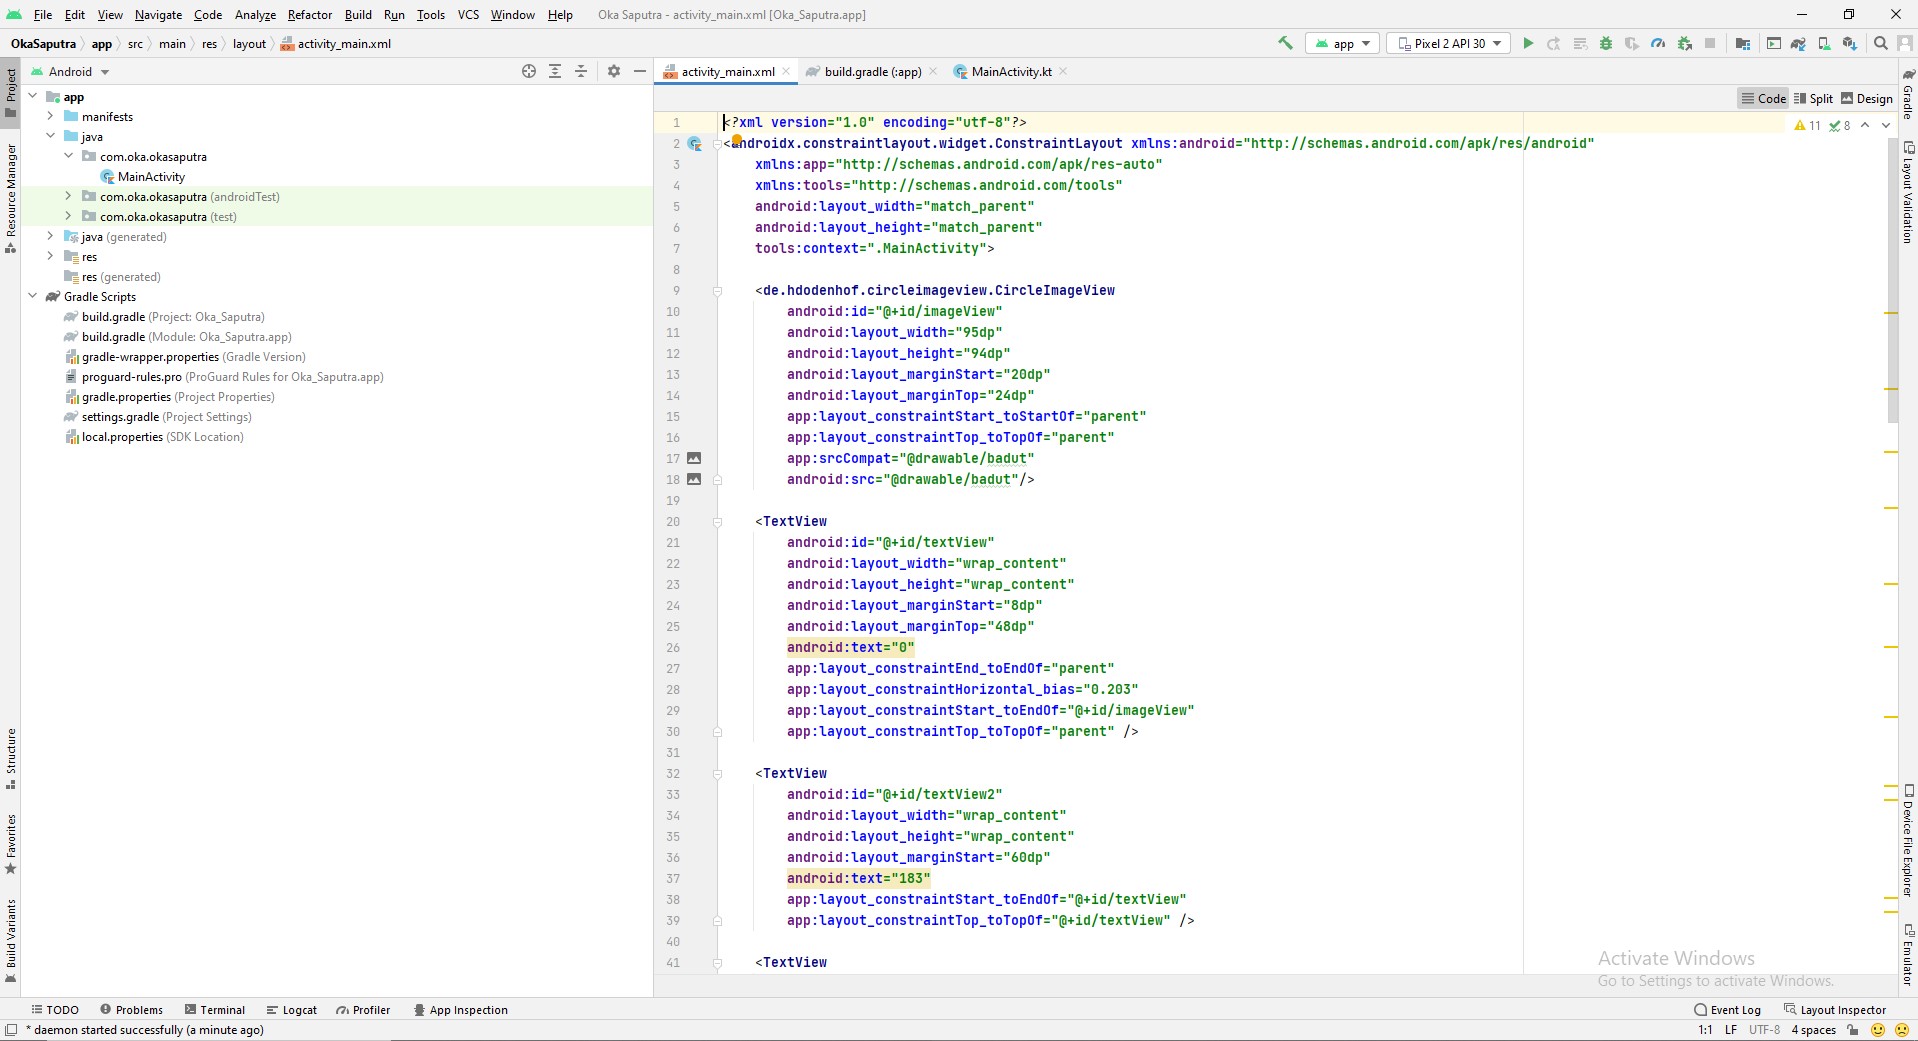 File Edit View Navigate Code Analyze Refactor Build Run Tools VCS Window Help Oka Saputra - activity_main.xml [Oka_Saputra.app]
OkaSaputra app src main res layout activity_main.xml app Pixel 2 API 30
Project
Resource Manager
Structure
Favorites
Build Variants
Android
app
manifests
java
com.oka.okasaputra
MainActivity
com.oka.okasaputra (androidTest)
com.oka.okasaputra (test)
java (generated)
res
res (generated)
Gradle Scripts
build.gradle (Project: Oka_Saputra)
build.gradle (Module: Oka_Saputra.app)
gradle-wrapper.properties (Gradle Version)
proguard-rules.pro (ProGuard Rules for Oka_Saputra.app)
gradle.properties (Project Properties)
settings.gradle (Project Settings)
local.properties (SDK Location)
activity_main.xml build.gradle (:app) MainActivity.kt
Code Split Design
11 8
1 <?xml version="1.0" encoding="utf-8"?>
2 <androidx.constraintlayout.widget.ConstraintLayout xmlns:android="http://schemas.android.com/apk/res/android"
3 xmlns:app="http://schemas.android.com/apk/res-auto"
4 xmlns:tools="http://schemas.android.com/tools"
5 android:layout_width="match_parent"
6 android:layout_height="match_parent"
7 tools:context=".MainActivity">
8
9 <de.hdodenhof.circleimageview.CircleImageView
10 android:id="@+id/imageView"
11 android:layout_width="95dp"
12 android:layout_height="94dp"
13 android:layout_marginStart="20dp"
14 android:layout_marginTop="24dp"
15 app:layout_constraintStart_toStartOf="parent"
16 app:layout_constraintTop_toTopOf="parent"
17 app:srcCompat="@drawable/badut"
18 android:src="@drawable/badut"/>
19
20 <TextView
21 android:id="@+id/textView"
22 android:layout_width="wrap_content"
23 android:layout_height="wrap_content"
24 android:layout_marginStart="8dp"
25 android:layout_marginTop="48dp"
26 android:text="0"
27 app:layout_constraintEnd_toEndOf="parent"
28 app:layout_constraintHorizontal_bias="0.203"
29 app:layout_constraintStart_toEndOf="@+id/imageView"
30 app:layout_constraintTop_toTopOf="parent" />
31
32 <TextView
33 android:id="@+id/textView2"
34 android:layout_width="wrap_content"
35 android:layout_height="wrap_content"
36 android:layout_marginStart="60dp"
37 android:text="183"
38 app:layout_constraintStart_toEndOf="@+id/textView"
39 app:layout_constraintTop_toTopOf="@+id/textView" />
40
41 <TextView
Gradle
Layout Validation
Device File Explorer
Emulator
Activate Windows
Go to Settings to activate Windows.
TODO Problems Terminal Logcat Profiler App Inspection Event Log Layout Inspector
* daemon started successfully (a minute ago) 1:1 LF UTF-8 4 spaces